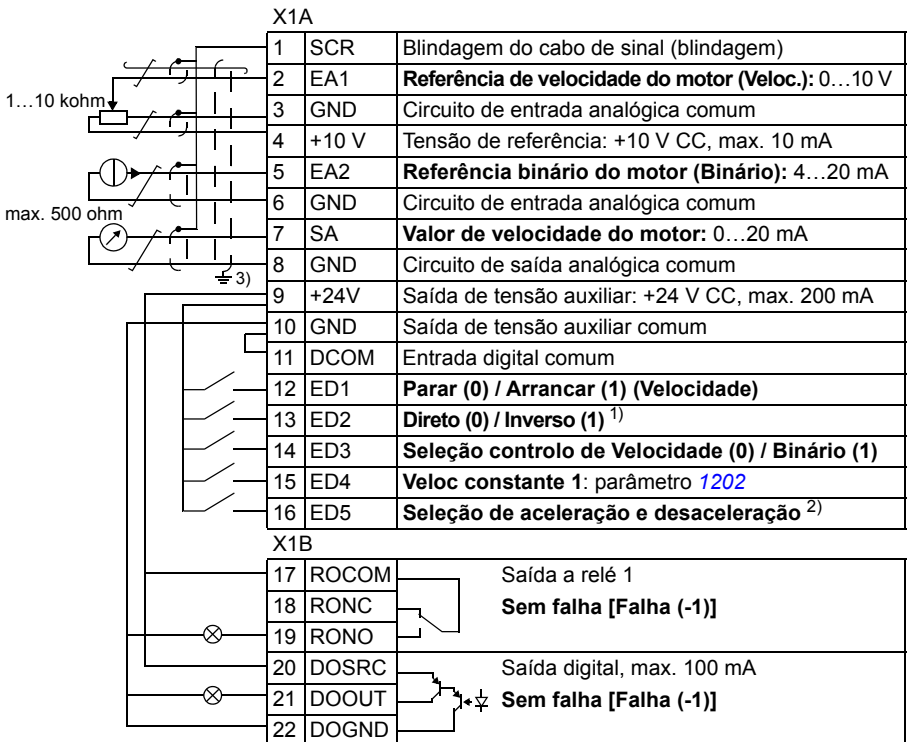 X1A
1 SCR Blindagem do cabo de sinal (blindagem)
2 EA1 Referência de velocidade do motor (Veloc.): 0…10 V
1…10 kohm
3 GND Circuito de entrada analógica comum
4 +10 V Tensão de referência: +10 V CC, max. 10 mA
5 EA2 Referência binário do motor (Binário): 4…20 mA
6 GND Circuito de entrada analógica comum
max. 500 ohm
7 SA Valor de velocidade do motor: 0…20 mA
8 GND Circuito de saída analógica comum
3)
9 +24V Saída de tensão auxiliar: +24 V CC, max. 200 mA
10 GND Saída de tensão auxiliar comum
11 DCOM Entrada digital comum
12 ED1 Parar (0) / Arrancar (1) (Velocidade)
13 ED2 Direto (0) / Inverso (1) 1)
14 ED3 Seleção controlo de Velocidade (0) / Binário (1)
15 ED4 Veloc constante 1: parâmetro 1202
16 ED5 Seleção de aceleração e desaceleração 2)
X1B
17 ROCOM Saída a relé 1
18 RONC Sem falha [Falha (-1)]
19 RONO
20 DOSRC Saída digital, max. 100 mA
21 DOOUT Sem falha [Falha (-1)]
22 DOGND